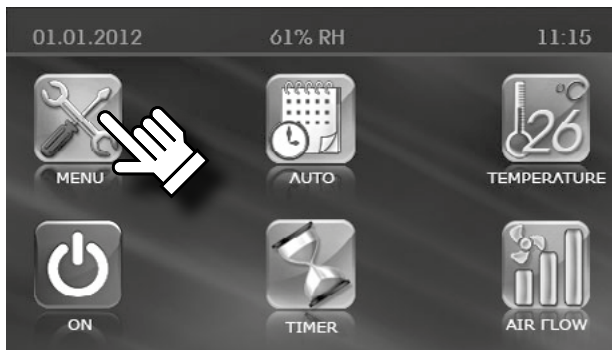 01.01.2012 61% RH 11:15
°C
26
MENU AUTO TEMPERATURE
ON TIMER AIR FLOW